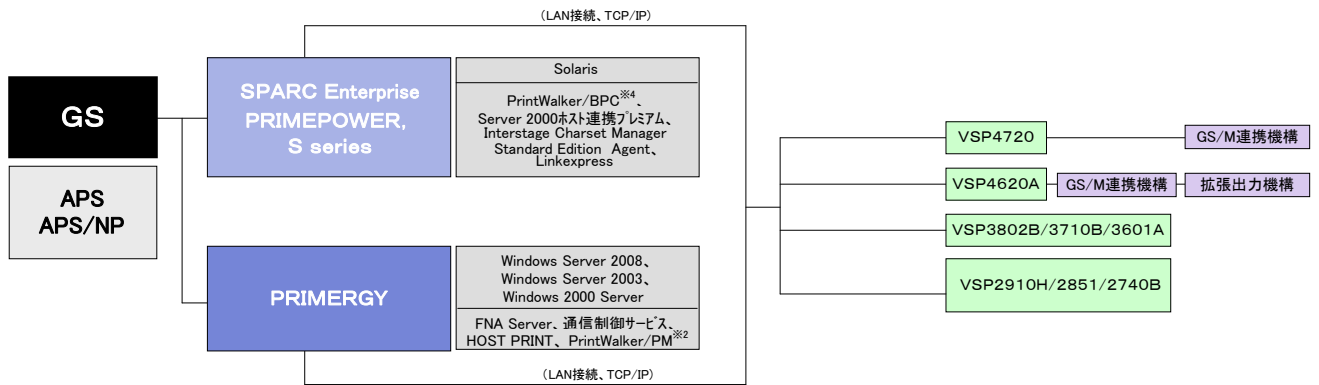 (LAN接続、TCP/IP)
GS
APS
APS/NP
SPARC Enterprise
PRIMEPOWER,
S series
Solaris
PrintWalker/BPC※4、
Server 2000ホスト連携プレミアム、
Interstage Charset Manager
Standard Edition Agent、
Linkexpress
PRIMERGY
Windows Server 2008、
Windows Server 2003、
Windows 2000 Server
FNA Server、通信制御サービス、
HOST PRINT、PrintWalker/PM※2
(LAN接続、TCP/IP)
VSP4720
GS/M連携機構
VSP4620A
GS/M連携機構
拡張出力機構
VSP3802B/3710B/3601A
VSP2910H/2851/2740B